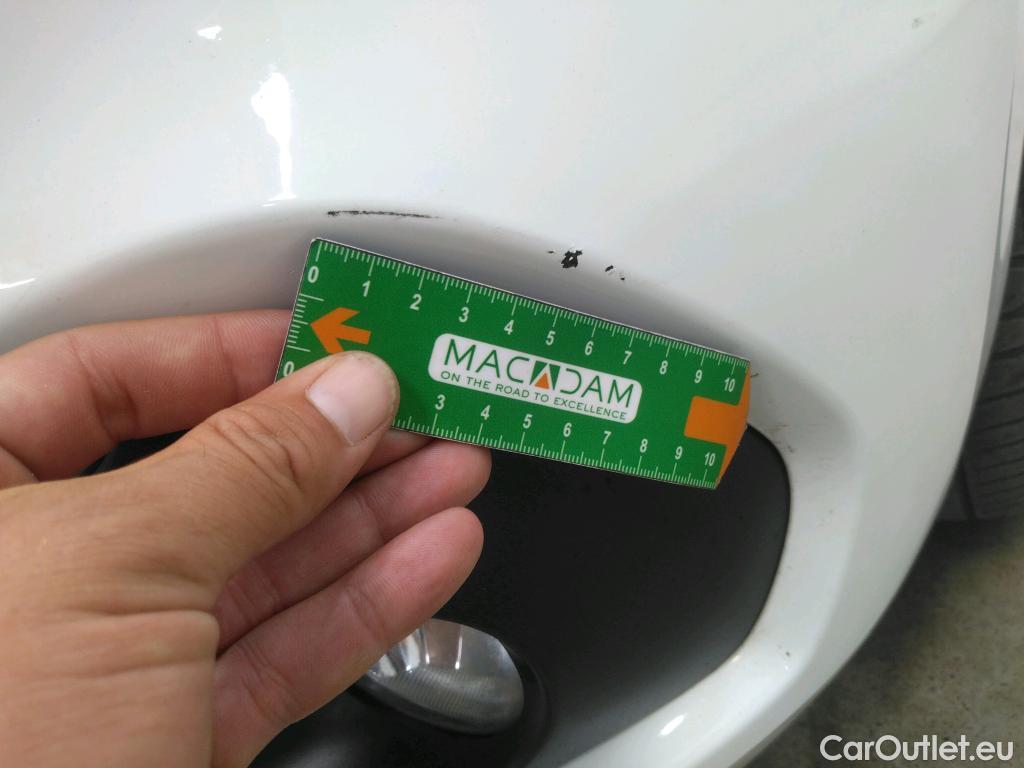 0 1 2 3 4 5 6 7 8 9 10
MACADAM
ON THE ROAD TO EXCELLENCE
0 3 4 5 6 7 8 9 10
CarOutlet.eu